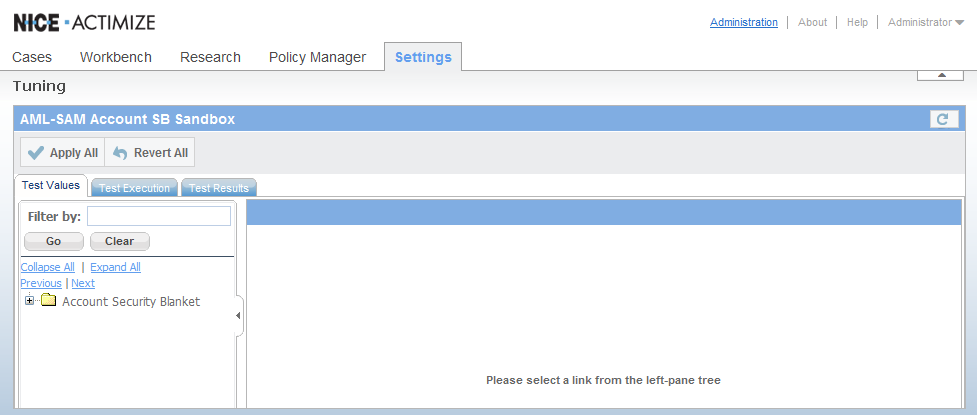 NICE ACTIMIZE
Administration | About | Help | Administrator
Cases Workbench Research Policy Manager Settings
Tuning
AML-SAM Account SB Sandbox
Apply All Revert All
Test Values Test Execution Test Results
Filter by:
Go Clear
Collapse All | Expand All
Previous | Next
Account Security Blanket
Please select a link from the left-pane tree